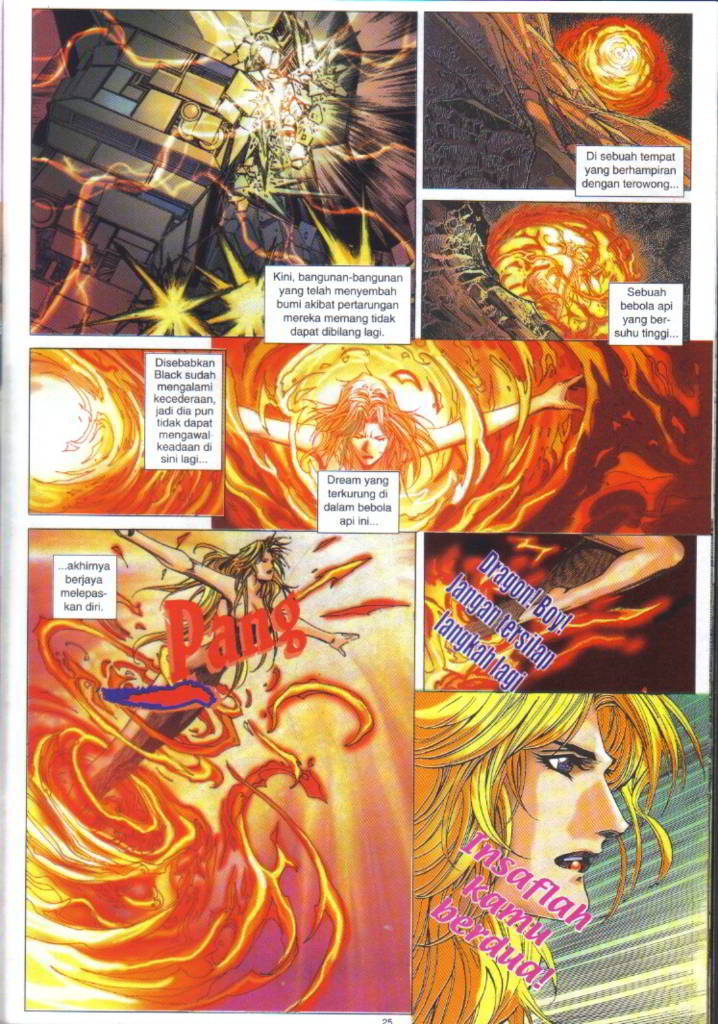 Kini, bangunan-bangunan
yang telah menyembah
bumi akibat pertarungan
mereka memang tidak
dapat dibilang lagi.
Di sebuah tempat
yang berhampiran
dengan terowong...
Sebuah
bebola api
yang ber-
suhu tinggi...
Disebabkan
Black sudah
mengalami
kecederaan,
jadi dia pun
tidak dapat
mengawal
keadaan di
sini lagi...
Dream yang
terkurung di
dalam bebola
api ini...
...akhirnya
berjaya
melepas-
kan diri.
Pang
Dragon! Boy!
Jangan tersilap
langkah lagi
Insaflah
kamu
berdua!
25